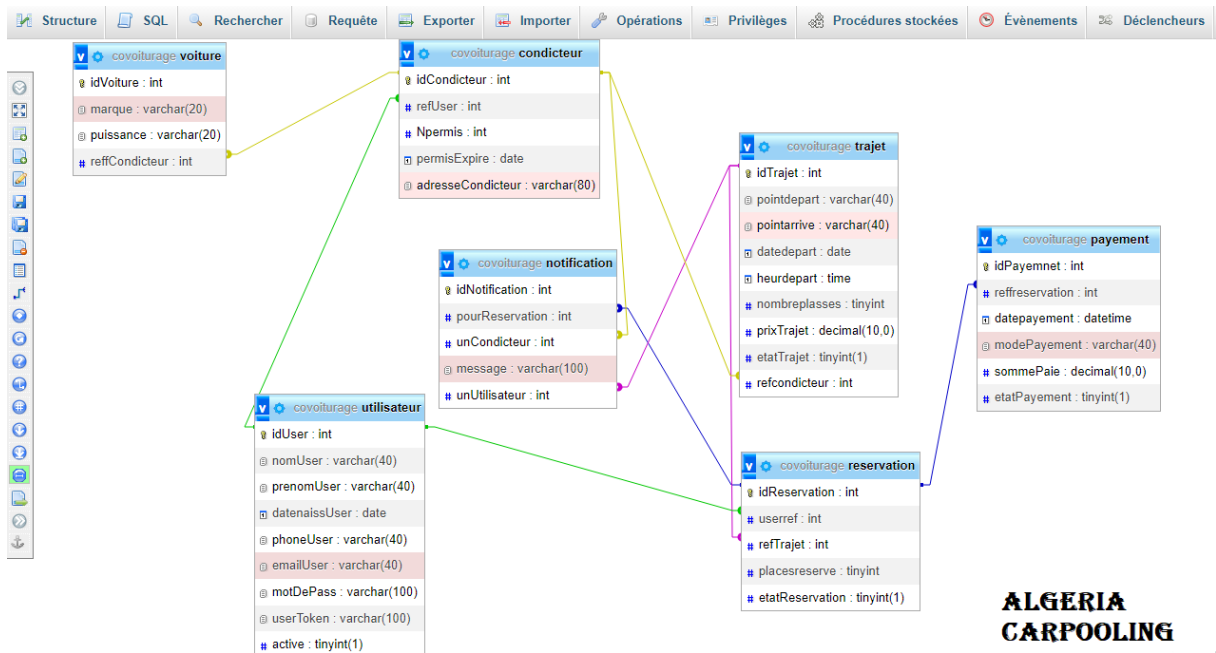 Structure SQL Rechercher Requête Exporter Importer Opérations Privilèges Procédures stockées Évènements Déclencheurs
covoiturage voiture
idVoiture : int
marque : varchar(20)
puissance : varchar(20)
reffCondicteur : int
covoiturage condicteur
idCondicteur : int
refUser : int
Npermis : int
permisExpire : date
adresseCondicteur : varchar(80)
covoiturage trajet
idTrajet : int
pointdepart : varchar(40)
pointarrive : varchar(40)
datedepart : date
heurdepart : time
nombreplasses : tinyint
prixTrajet : decimal(10,0)
etatTrajet : tinyint(1)
refcondicteur : int
covoiturage payement
idPayemnet : int
reffreservation : int
datepayement : datetime
modePayement : varchar(40)
sommePaie : decimal(10,0)
etatPayement : tinyint(1)
covoiturage notification
idNotification : int
pourReservation : int
unCondicteur : int
message : varchar(100)
unUtilisateur : int
covoiturage utilisateur
idUser : int
nomUser : varchar(40)
prenomUser : varchar(40)
datenaissUser : date
phoneUser : varchar(40)
emailUser : varchar(40)
motDePass : varchar(100)
userToken : varchar(100)
active : tinyint(1)
covoiturage reservation
idReservation : int
userref : int
refTrajet : int
placesreserve : tinyint
etatReservation : tinyint(1)
ALGERIA
CARPOOLING